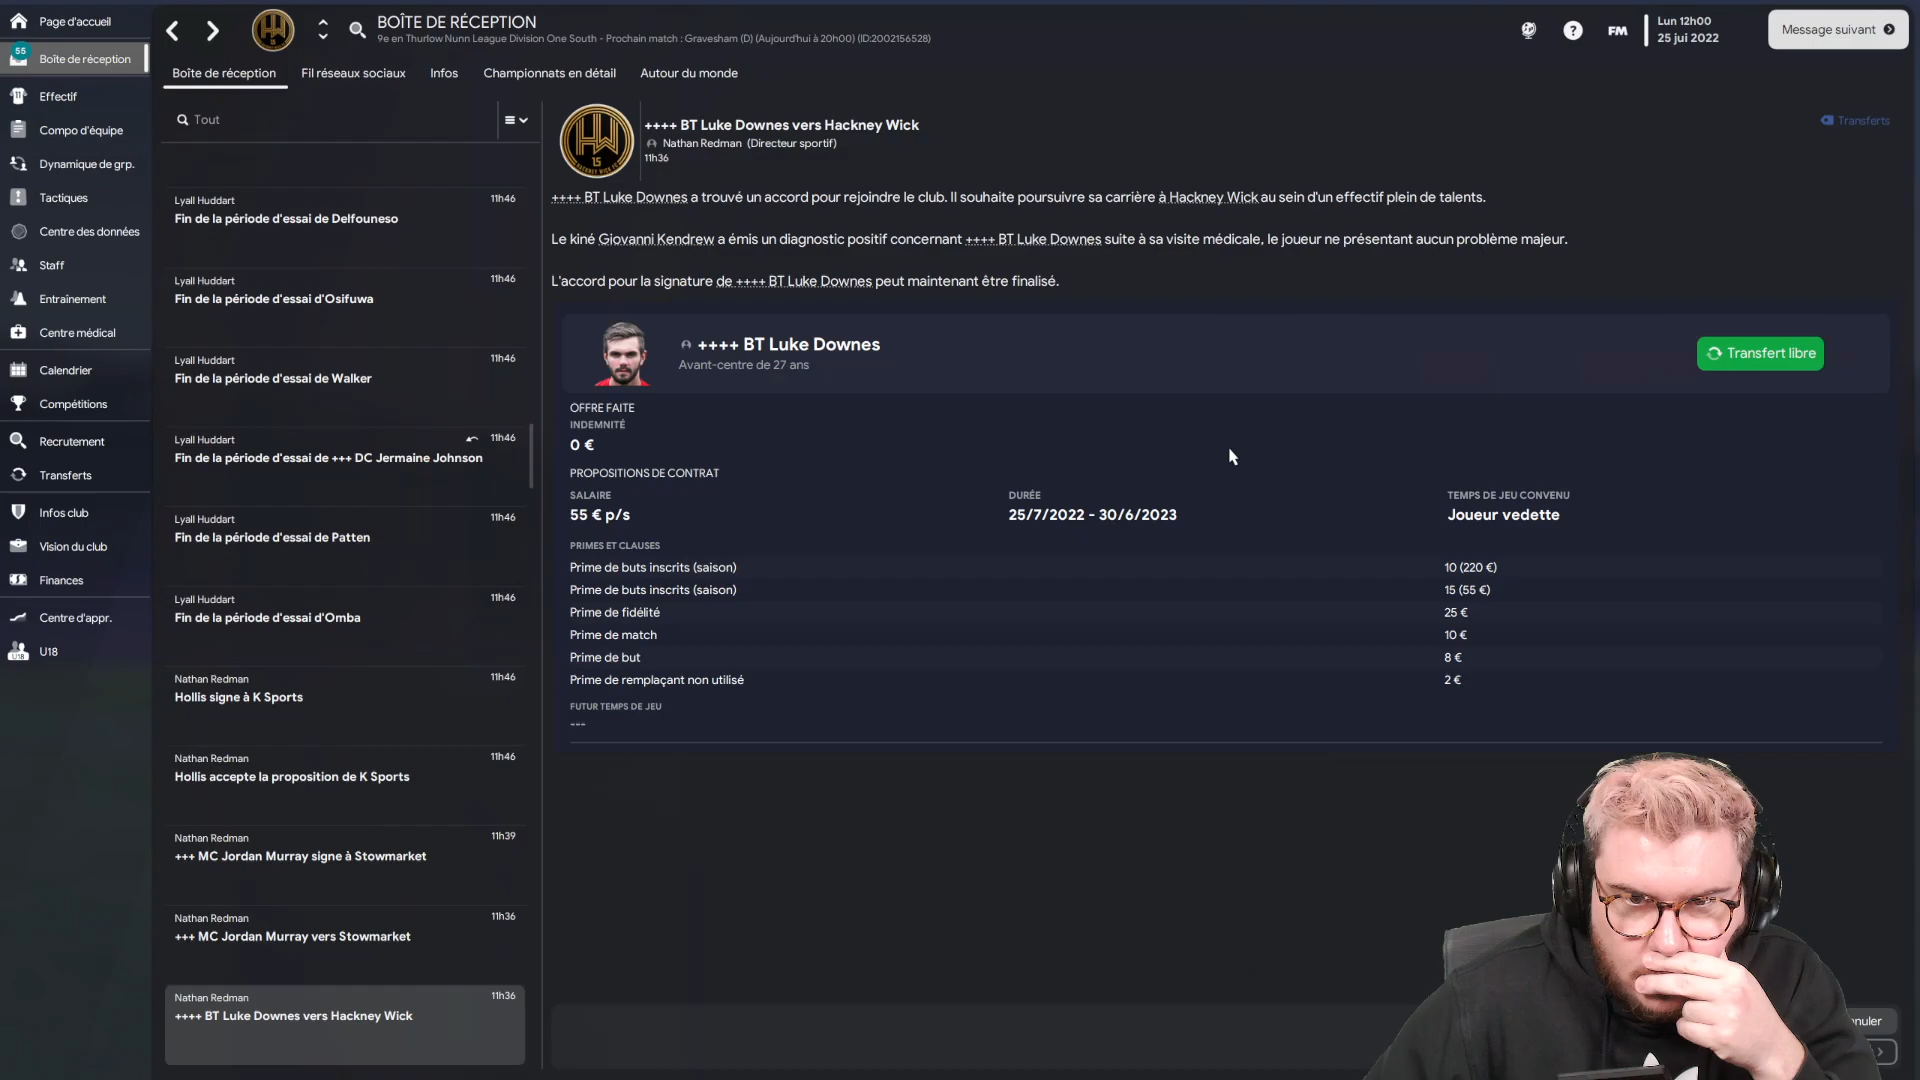 Page d'accueil
55
Boîte de réception
Effectif
Compo d'équipe
Dynamique de grp.
Tactiques
Centre des données
Staff
Entraînement
Centre médical
Calendrier
Compétitions
Recrutement
Transferts
Infos club
Vision du club
Finances
Centre d'appr.
U18
BOÎTE DE RÉCEPTION
9e en Thurlow Nunn League Division One South - Prochain match : Gravesham (D) (Aujourd'hui à 20h00) (ID:2002156528)
FM
Lun 12h00
25 jui 2022
Message suivant
Boîte de réception
Fil réseaux sociaux
Infos
Championnats en détail
Autour du monde
Tout
Lyall Huddart 11h46
Fin de la période d'essai de Delfouneso
Lyall Huddart 11h46
Fin de la période d'essai d'Osifuwa
Lyall Huddart 11h46
Fin de la période d'essai de Walker
Lyall Huddart 11h46
Fin de la période d'essai de +++ DC Jermaine Johnson
Lyall Huddart 11h46
Fin de la période d'essai de Patten
Lyall Huddart 11h46
Fin de la période d'essai d'Omba
Nathan Redman 11h46
Hollis signe à K Sports
Nathan Redman 11h46
Hollis accepte la proposition de K Sports
Nathan Redman 11h39
+++ MC Jordan Murray signe à Stowmarket
Nathan Redman 11h36
+++ MC Jordan Murray vers Stowmarket
Nathan Redman 11h36
++++ BT Luke Downes vers Hackney Wick
HW
15
HACKNEY WICK FC
++++ BT Luke Downes vers Hackney Wick
Nathan Redman (Directeur sportif)
11h36
Transferts
++++ BT Luke Downes a trouvé un accord pour rejoindre le club. Il souhaite poursuivre sa carrière à Hackney Wick au sein d'un effectif plein de talents.
Le kiné Giovanni Kendrew a émis un diagnostic positif concernant ++++ BT Luke Downes suite à sa visite médicale, le joueur ne présentant aucun problème majeur.
L'accord pour la signature de ++++ BT Luke Downes peut maintenant être finalisé.
++++ BT Luke Downes
Avant-centre de 27 ans
Transfert libre
OFFRE FAITE
INDEMNITÉ
0 €
PROPOSITIONS DE CONTRAT
SALAIRE DURÉE TEMPS DE JEU CONVENU
55 € p/s 25/7/2022 - 30/6/2023 Joueur vedette
PRIMES ET CLAUSES
Prime de buts inscrits (saison) 10 (220 €)
Prime de buts inscrits (saison) 15 (55 €)
Prime de fidélité 25 €
Prime de match 10 €
Prime de but 8 €
Prime de remplaçant non utilisé 2 €
FUTUR TEMPS DE JEU
---